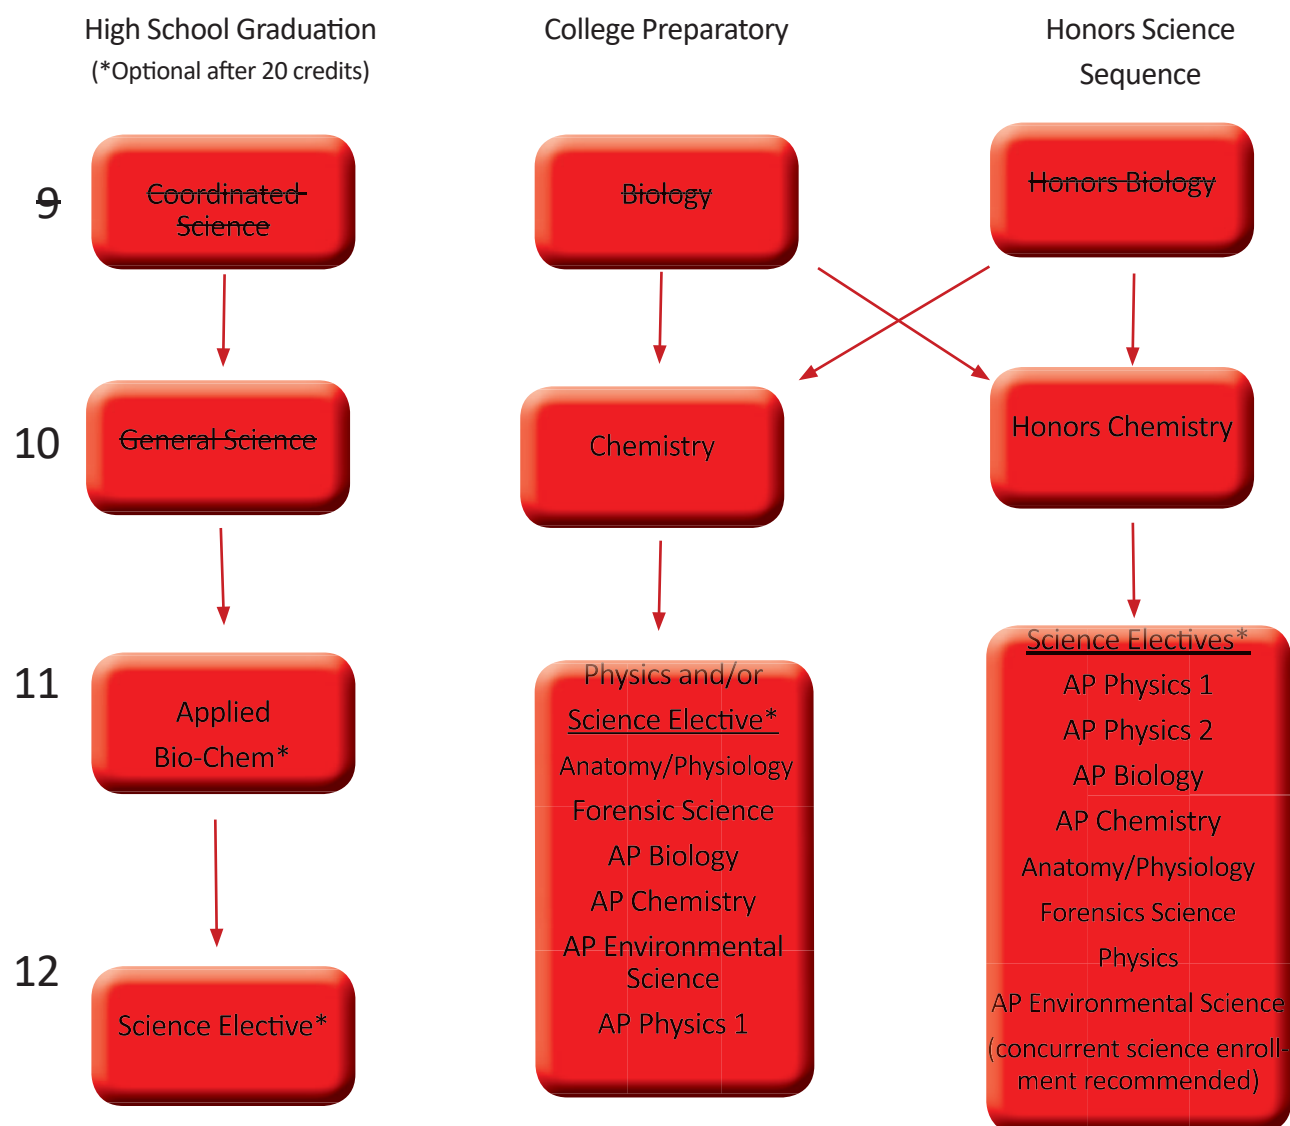 High School Graduation
(*Optional after 20 credits)
College Preparatory
Honors Science
Sequence
9
Coordinated
Science
Biology
Honors Biology
10
General Science
Chemistry
Honors Chemistry
11
Applied
Bio-Chem*
12
Science Elective*
Physics and/or
Science Elective*
Anatomy/Physiology
Forensic Science
AP Biology
AP Chemistry
AP Environmental
Science
AP Physics 1
Science Electives*
AP Physics 1
AP Physics 2
AP Biology
AP Chemistry
Anatomy/Physiology
Forensics Science
Physics
AP Environmental Science
(concurrent science enroll-
ment recommended)